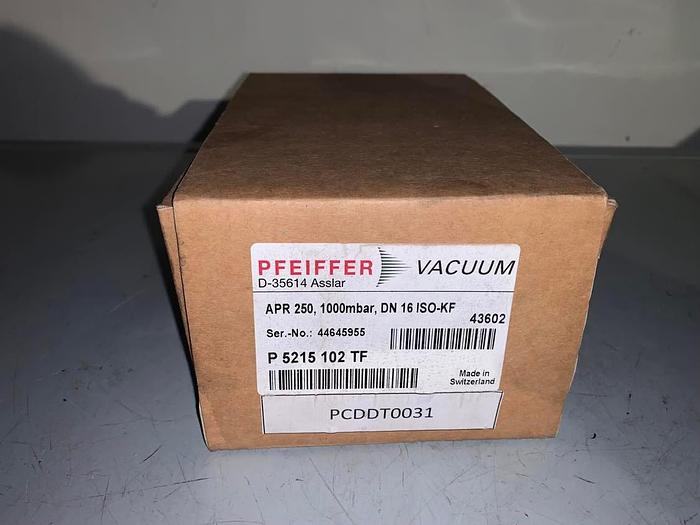 PFEIFFER VACUUM
D-35614 Asslar
APR 250, 1000mbar, DN 16 ISO-KF
43602
Ser.-No.: 44645955
P 5215 102 TF
Made in
Switzerland
PCDDT0031